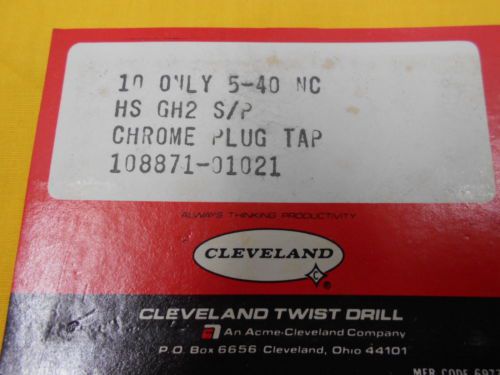 10 ONLY 5-40 NC
HS GH2 S/P
CHROME PLUG TAP
108871-01021
ALWAYS THINKING PRODUCTIVITY
CLEVELAND
®
CLEVELAND TWIST DRILL
An Acme-Cleveland Company
P.O. Box 6656 Cleveland, Ohio 44101
MFR CODE